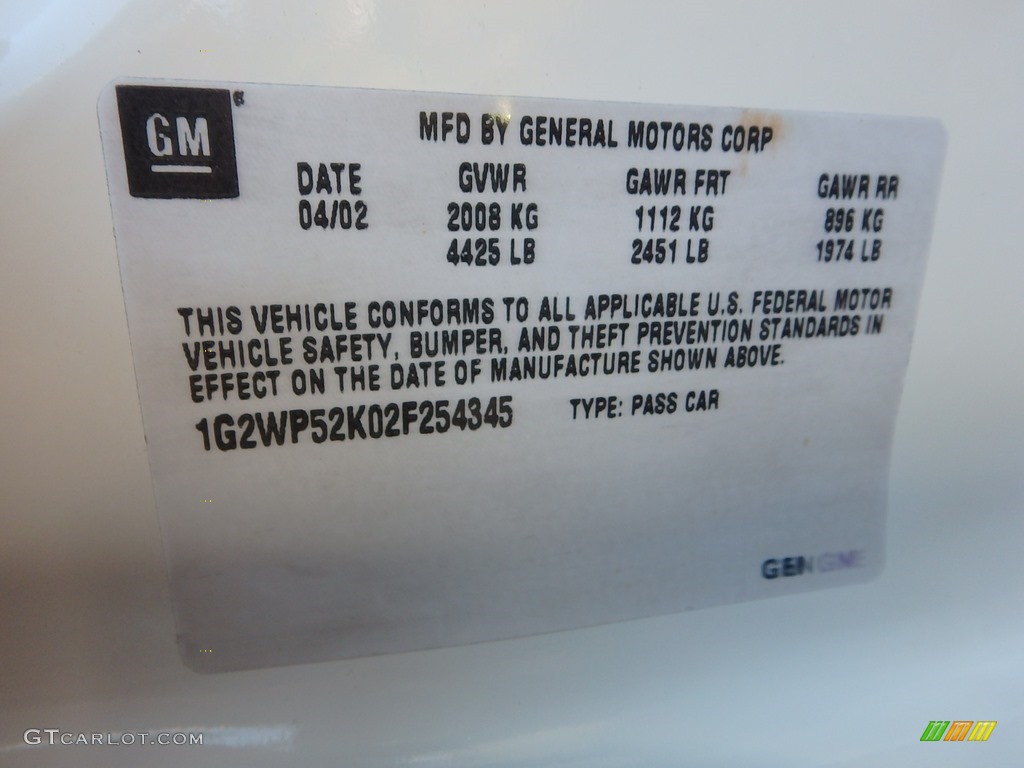 GM
MFD BY GENERAL MOTORS CORP
DATE GVWR GAWR FRT GAWR RR
04/02 2008 KG 1112 KG 896 KG
4425 LB 2451 LB 1974 LB
THIS VEHICLE CONFORMS TO ALL APPLICABLE U.S. FEDERAL MOTOR
VEHICLE SAFETY, BUMPER, AND THEFT PREVENTION STANDARDS IN
EFFECT ON THE DATE OF MANUFACTURE SHOWN ABOVE.
1G2WP52K02F254345 TYPE: PASS CAR
GTCARLOT.COM